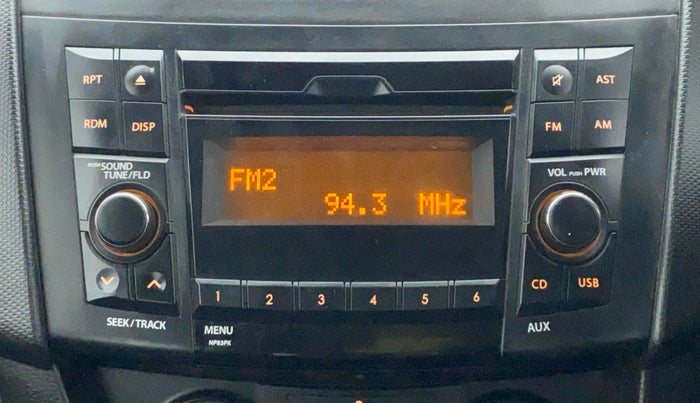 RPT
AST
RDM
DISP
FM
AM
PUSH SOUND
TUNE/FLD
VOL PUSH PWR
FM2
94.3 MHz
1 2 3 4 5 6
CD
USB
SEEK/TRACK
MENU
NP83PK
AUX